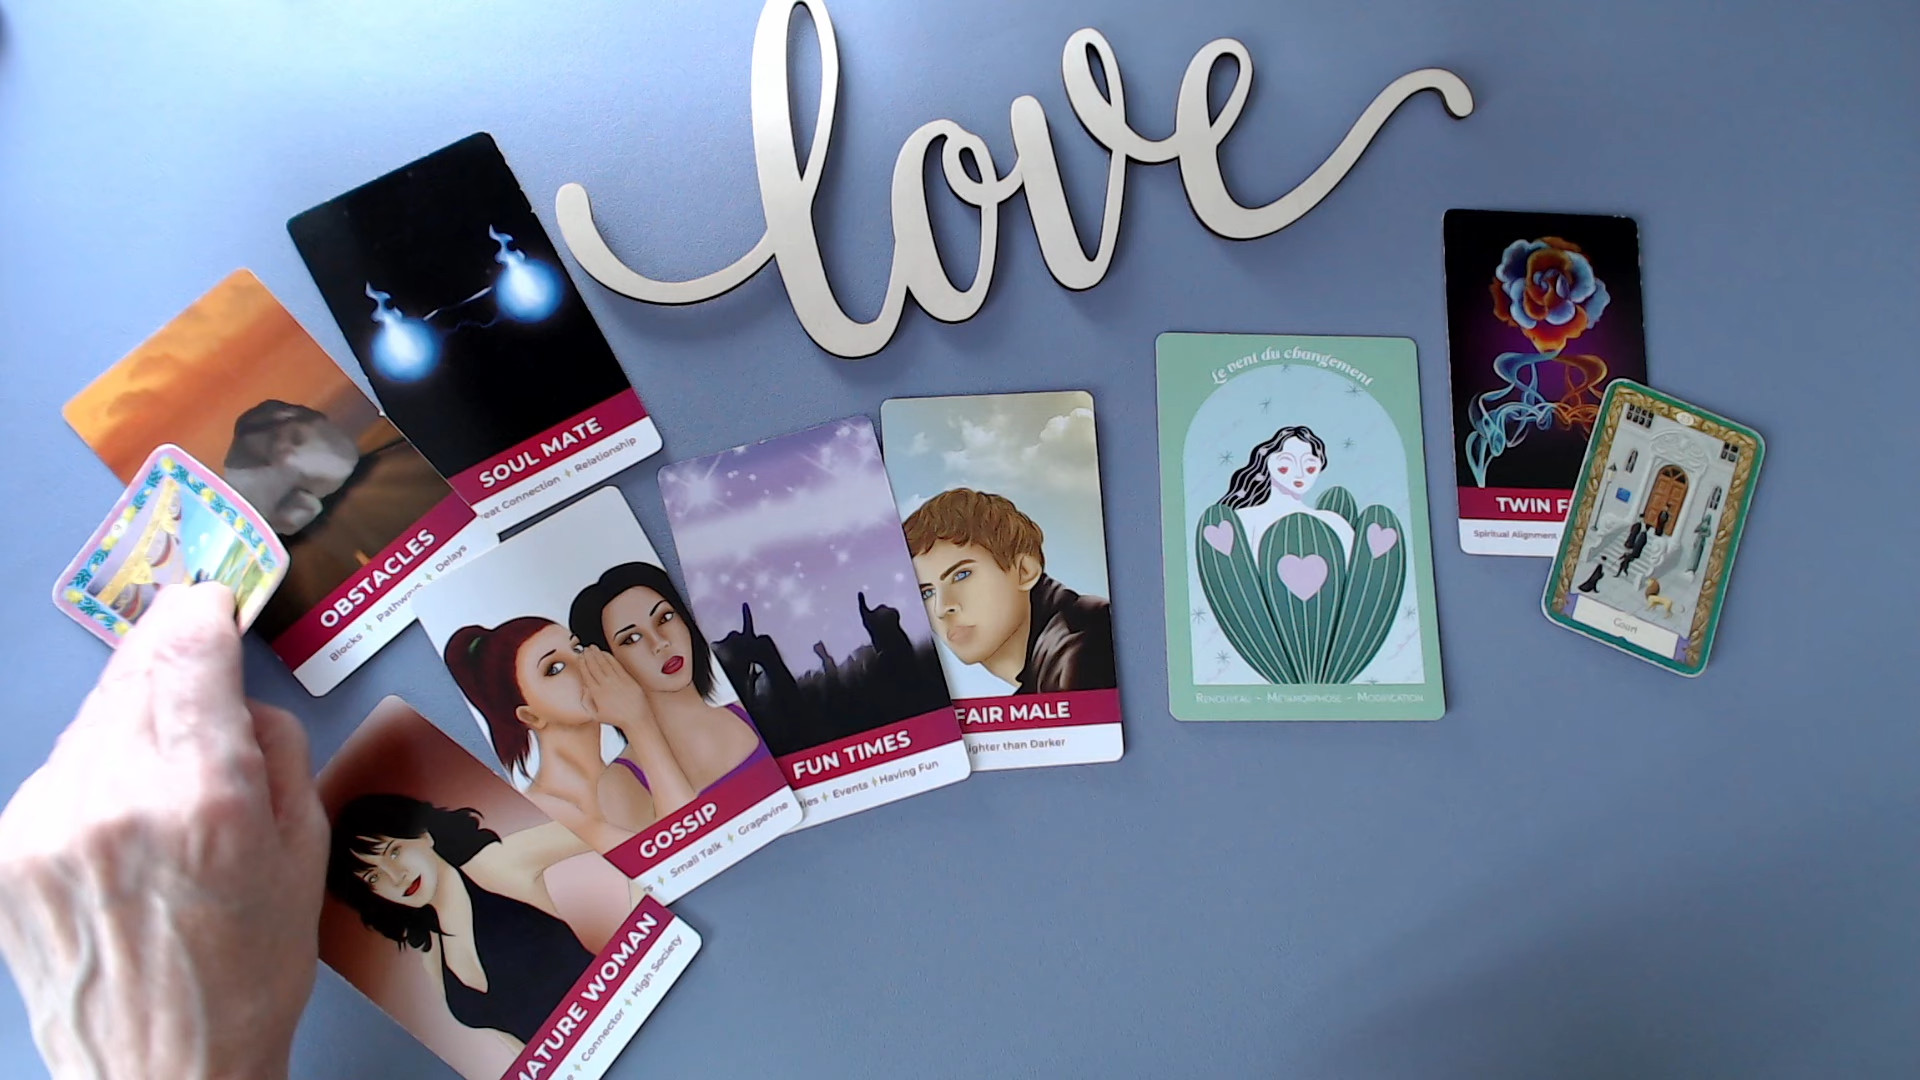 love
SOUL MATE
Connection ✦ Relationship
OBSTACLES
Blocks ✦ Pathways ✦ Delays
GOSSIP
Small Talk ✦ Grapevine
MATURE WOMAN
✦ Connector ✦ High Society
FUN TIMES
✦ Events ✦ Having Fun
FAIR MALE
than Darker
Le vent du changement
RENOUVEAU - MÉTAMORPHOSE - MODIFICATION
TWIN F
Spiritual Alignment
Court